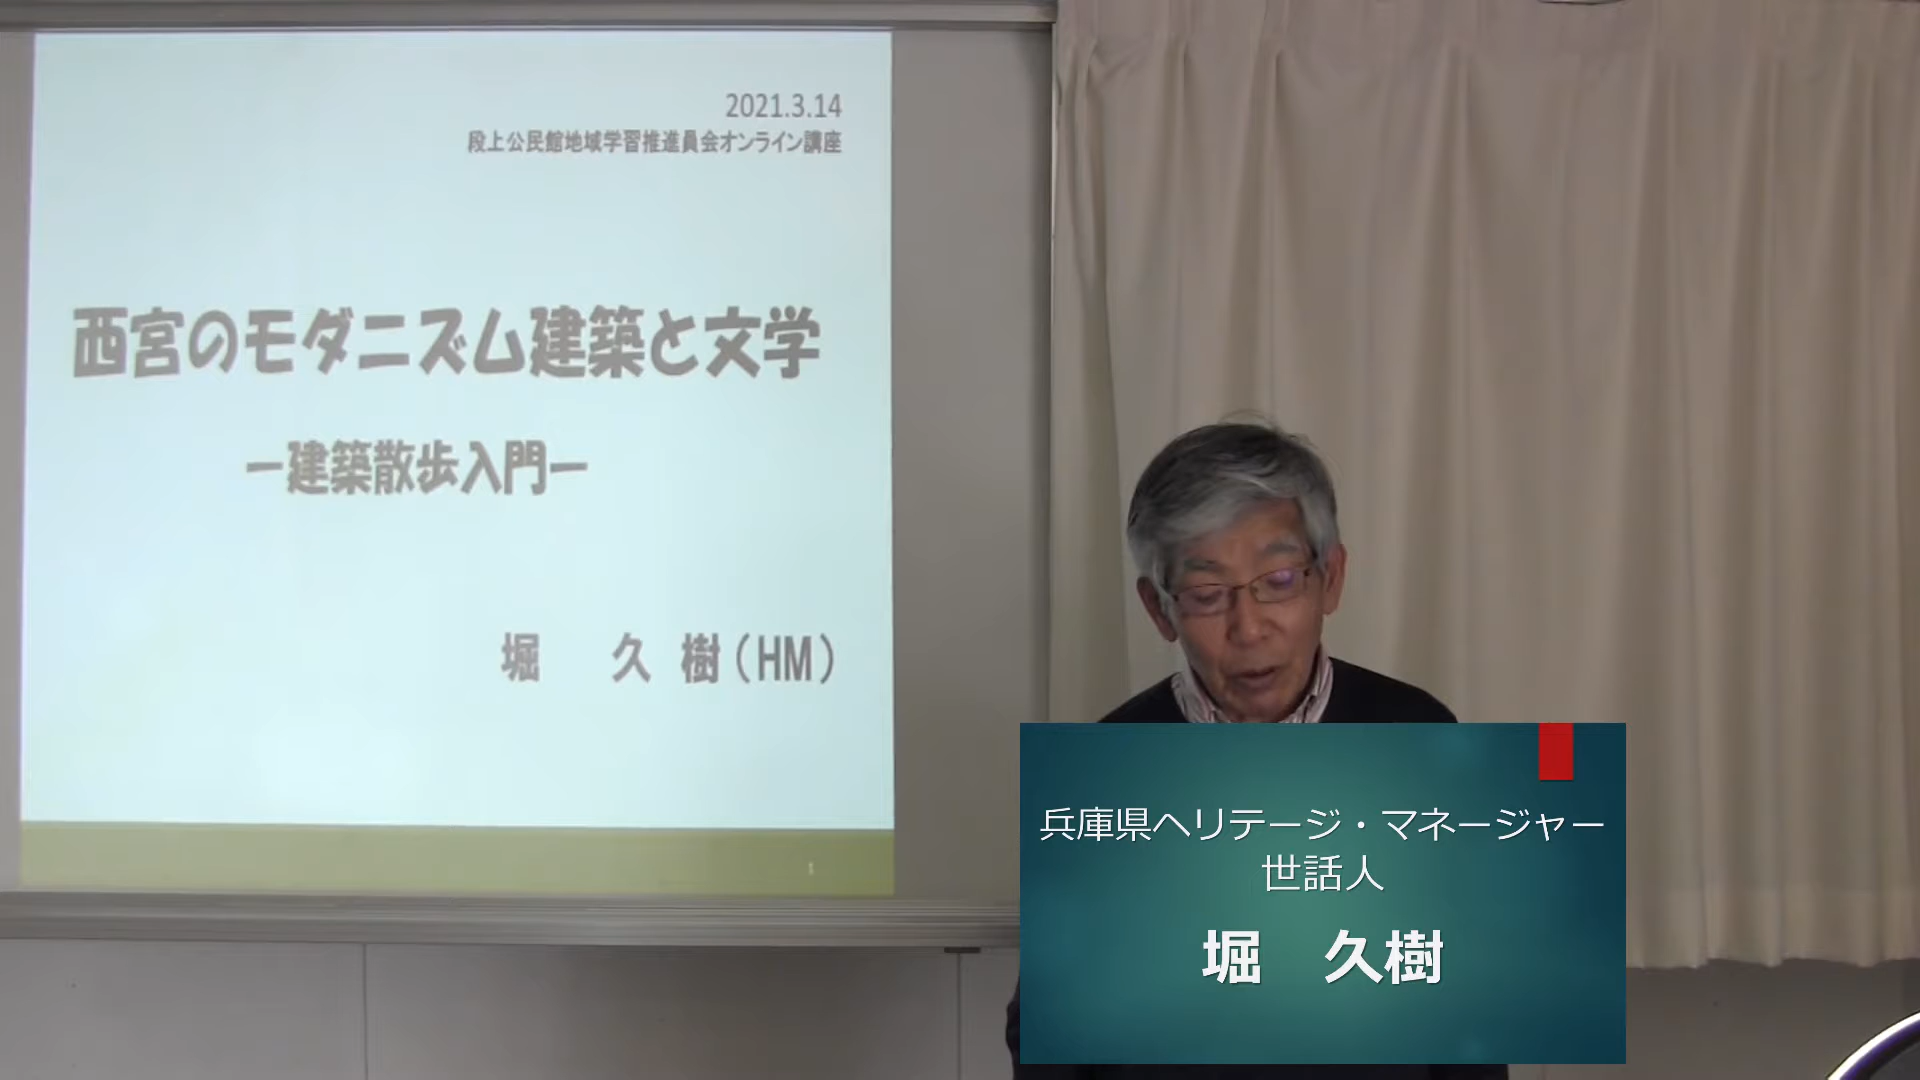 2021.3.14
段上公民館地域学習推進員会オンライン講座
西宮のモダニズム建築と文学
ー建築散歩入門ー
堀　久 樹（HM）
1
兵庫県ヘリテージ・マネージャー
世話人
堀　久樹